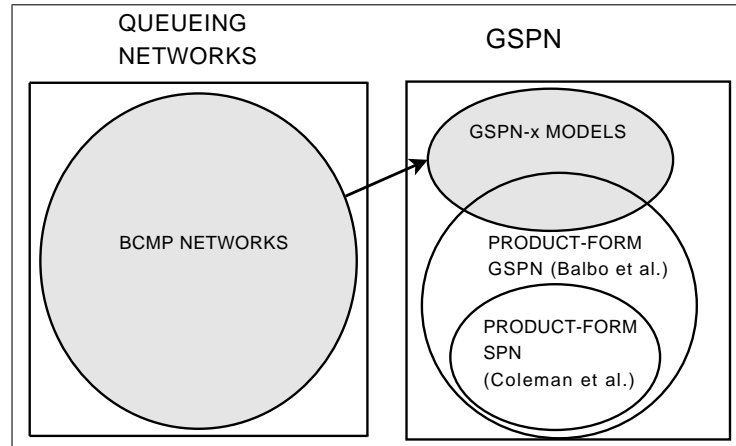 QUEUEING
NETWORKS
GSPN
GSPN-x MODELS
BCMP NETWORKS
PRODUCT-FORM
GSPN (Balbo et al.)
PRODUCT-FORM
SPN
(Coleman et al.)